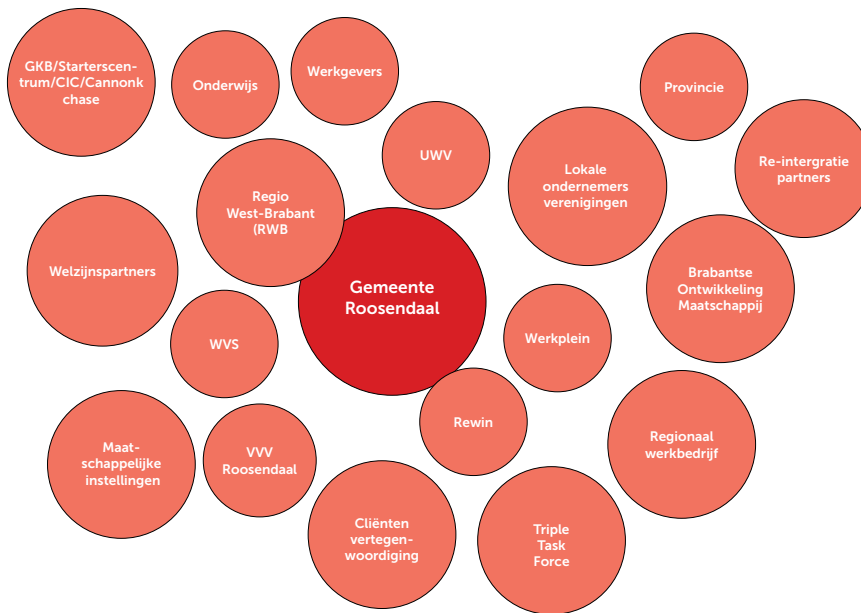 GKB/Starterscen-
trum/CIC/Cannonk
chase
Onderwijs
Werkgevers
Provincie
UWV
Lokale
ondernemers
verenigingen
Re-intergratie
partners
Regio
West-Brabant
(RWB
Welzijnspartners
Gemeente
Roosendaal
Brabantse
Ontwikkeling
Maatschappij
WVS
Werkplein
Rewin
Regionaal
werkbedrijf
Maat-
schappelijke
instellingen
VVV
Roosendaal
Cliënten
vertegen-
woordiging
Triple
Task
Force